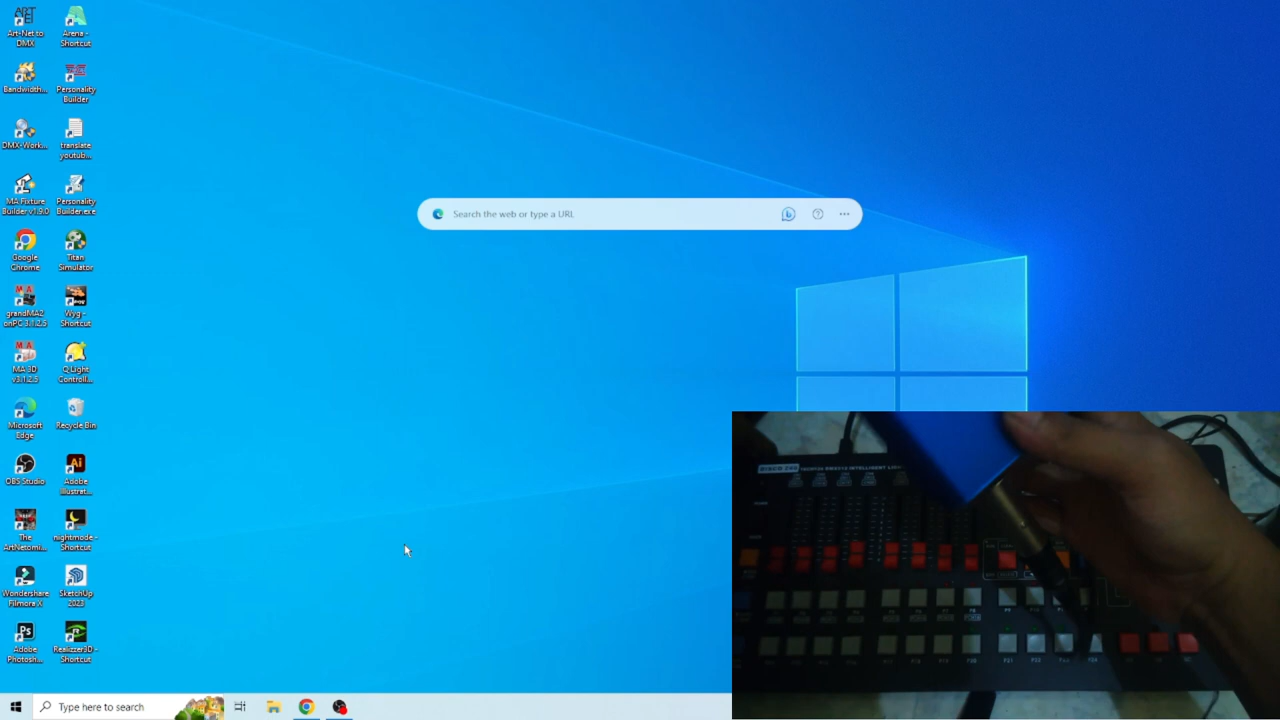 Art-Net to
DMX
Arena -
Shortcut
Bandwidth...
Personality
Builder
DMX-Work...
translate
youtub...
MA Fixture
Builder v1.9.0
Personality
Builder.exe
Google
Chrome
Titan
Simulator
grandMA2
onPC 3.1.2.5
Wyg -
Shortcut
MA 3D
v3.1.2.5
Q Light
Controll...
Microsoft
Edge
Recycle Bin
OBS Studio
Adobe
Illustrat...
The
ArtNetomi...
nightmode -
Shortcut
Wondershare
Filmora X
SketchUp
2023
Adobe
Photosh...
Realizzer3D -
Shortcut
Search the web or type a URL
Type here to search